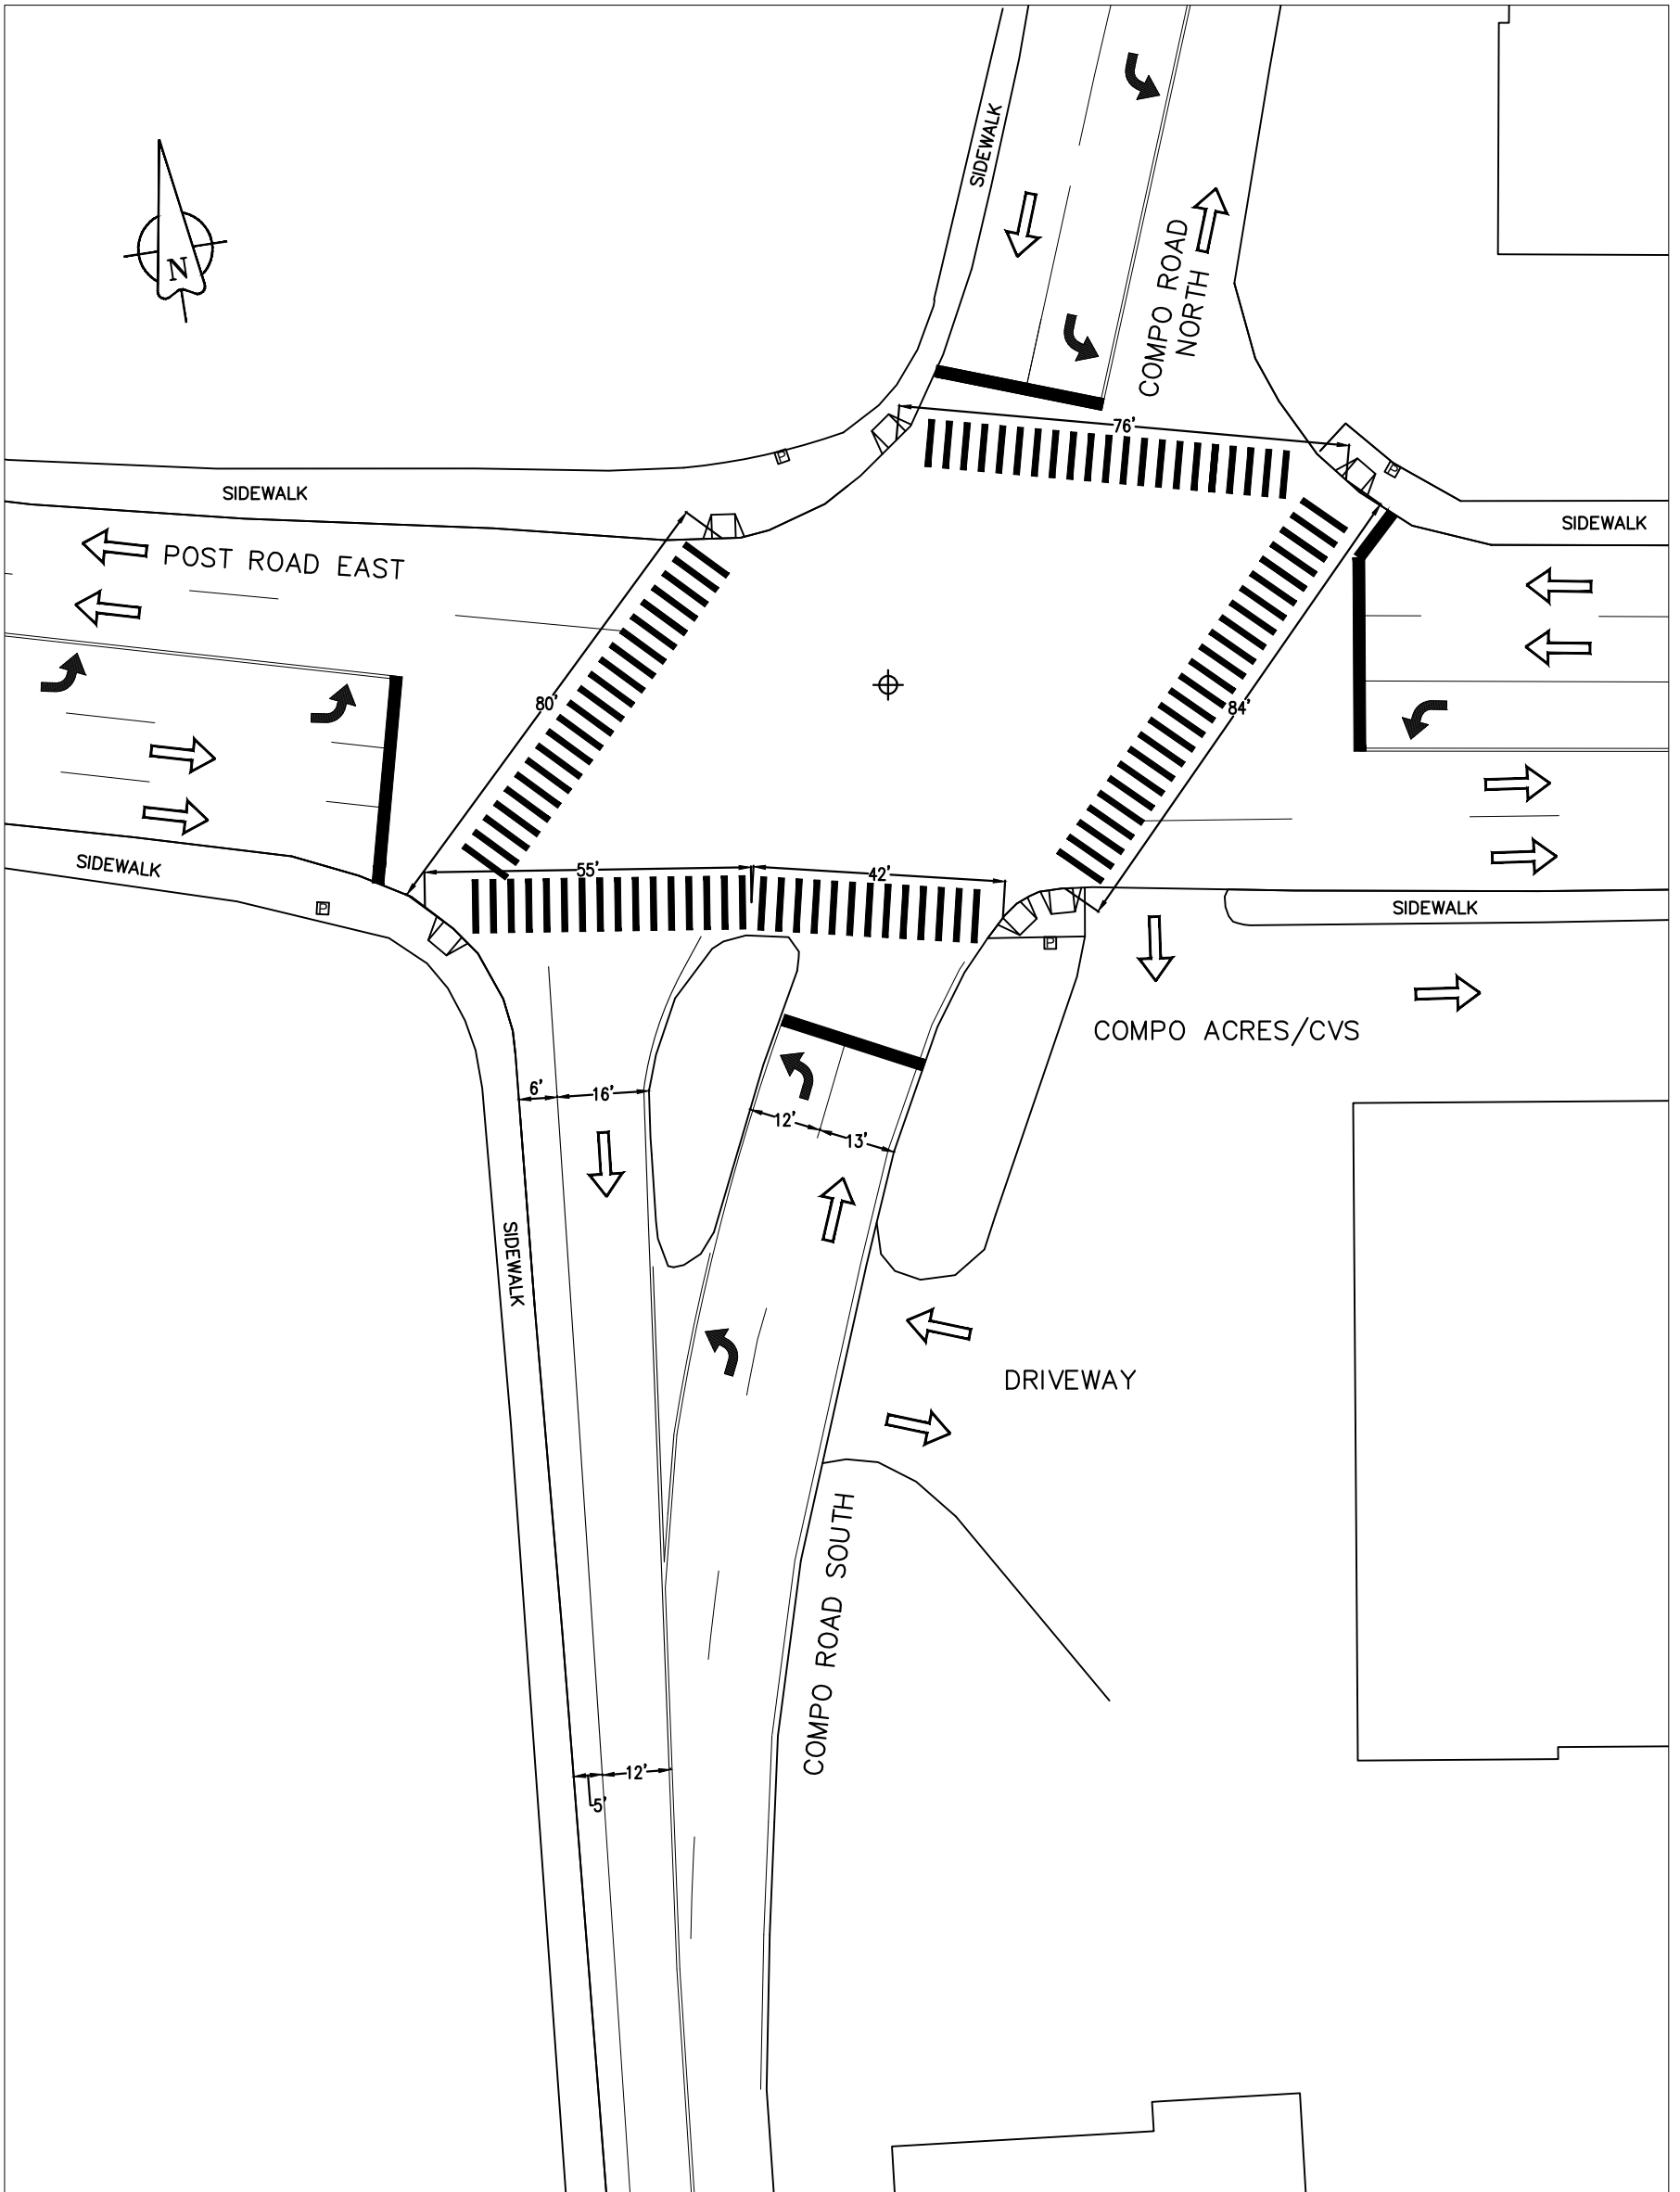 SIDEWALK
COMPO ROAD
NORTH
N
76'
P
P
SIDEWALK
SIDEWALK
POST ROAD EAST
80'
84'
SIDEWALK
55'
42'
SIDEWALK
P
P
COMPO ACRES/CVS
6'
16'
12'
13'
SIDEWALK
DRIVEWAY
COMPO ROAD SOUTH
12'
5'